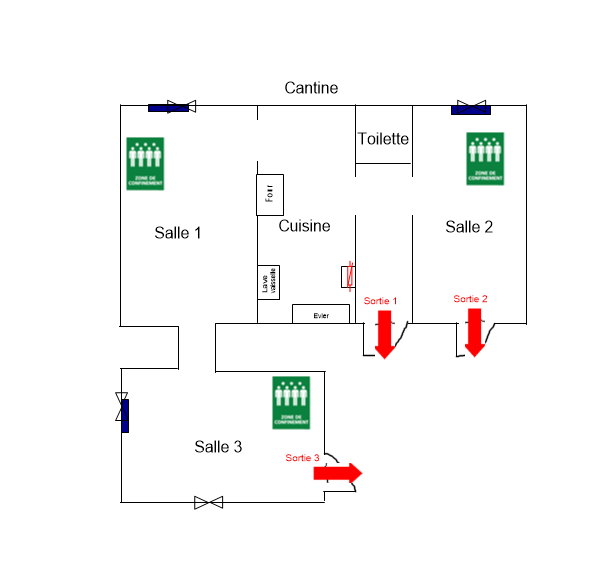 Cantine
Toilette
ZONE DE
CONFINEMENT
ZONE DE
CONFINEMENT
Four
Salle 1
Cuisine
Salle 2
Lave
vaisselle
Sortie 1
Sortie 2
Evier
ZONE DE
CONFINEMENT
Salle 3
Sortie 3